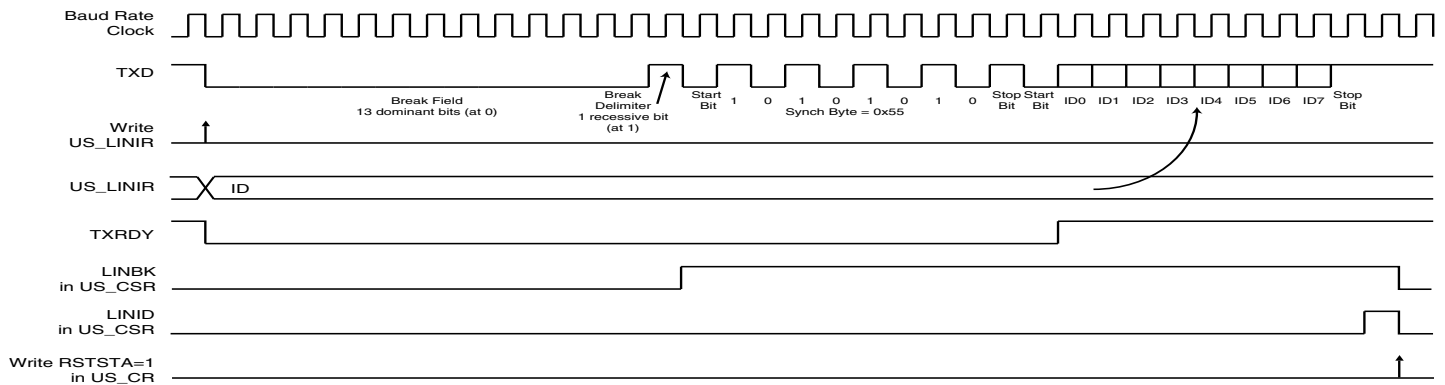 Baud Rate
Clock
TXD
Break Field
13 dominant bits (at 0)
Break
Delimiter
1 recessive bit
(at 1)
Start
Bit
1 0 1 0 1 0 1 0
Synch Byte = 0x55
Stop
Bit
Start
Bit
ID0 ID1 ID2 ID3 ID4 ID5 ID6 ID7
Stop
Bit
Write
US_LINIR
US_LINIR
ID
TXRDY
LINBK
in US_CSR
LINID
in US_CSR
Write RSTSTA=1
in US_CR